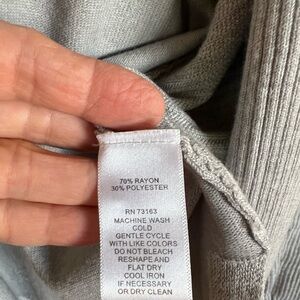 70% RAYON
30% POLYESTER
RN 73163
MACHINE WASH
COLD
GENTLE CYCLE
WITH LIKE COLORS
DO NOT BLEACH
RESHAPE AND
FLAT DRY
COOL IRON
IF NECESSARY
OR DRY CLEAN